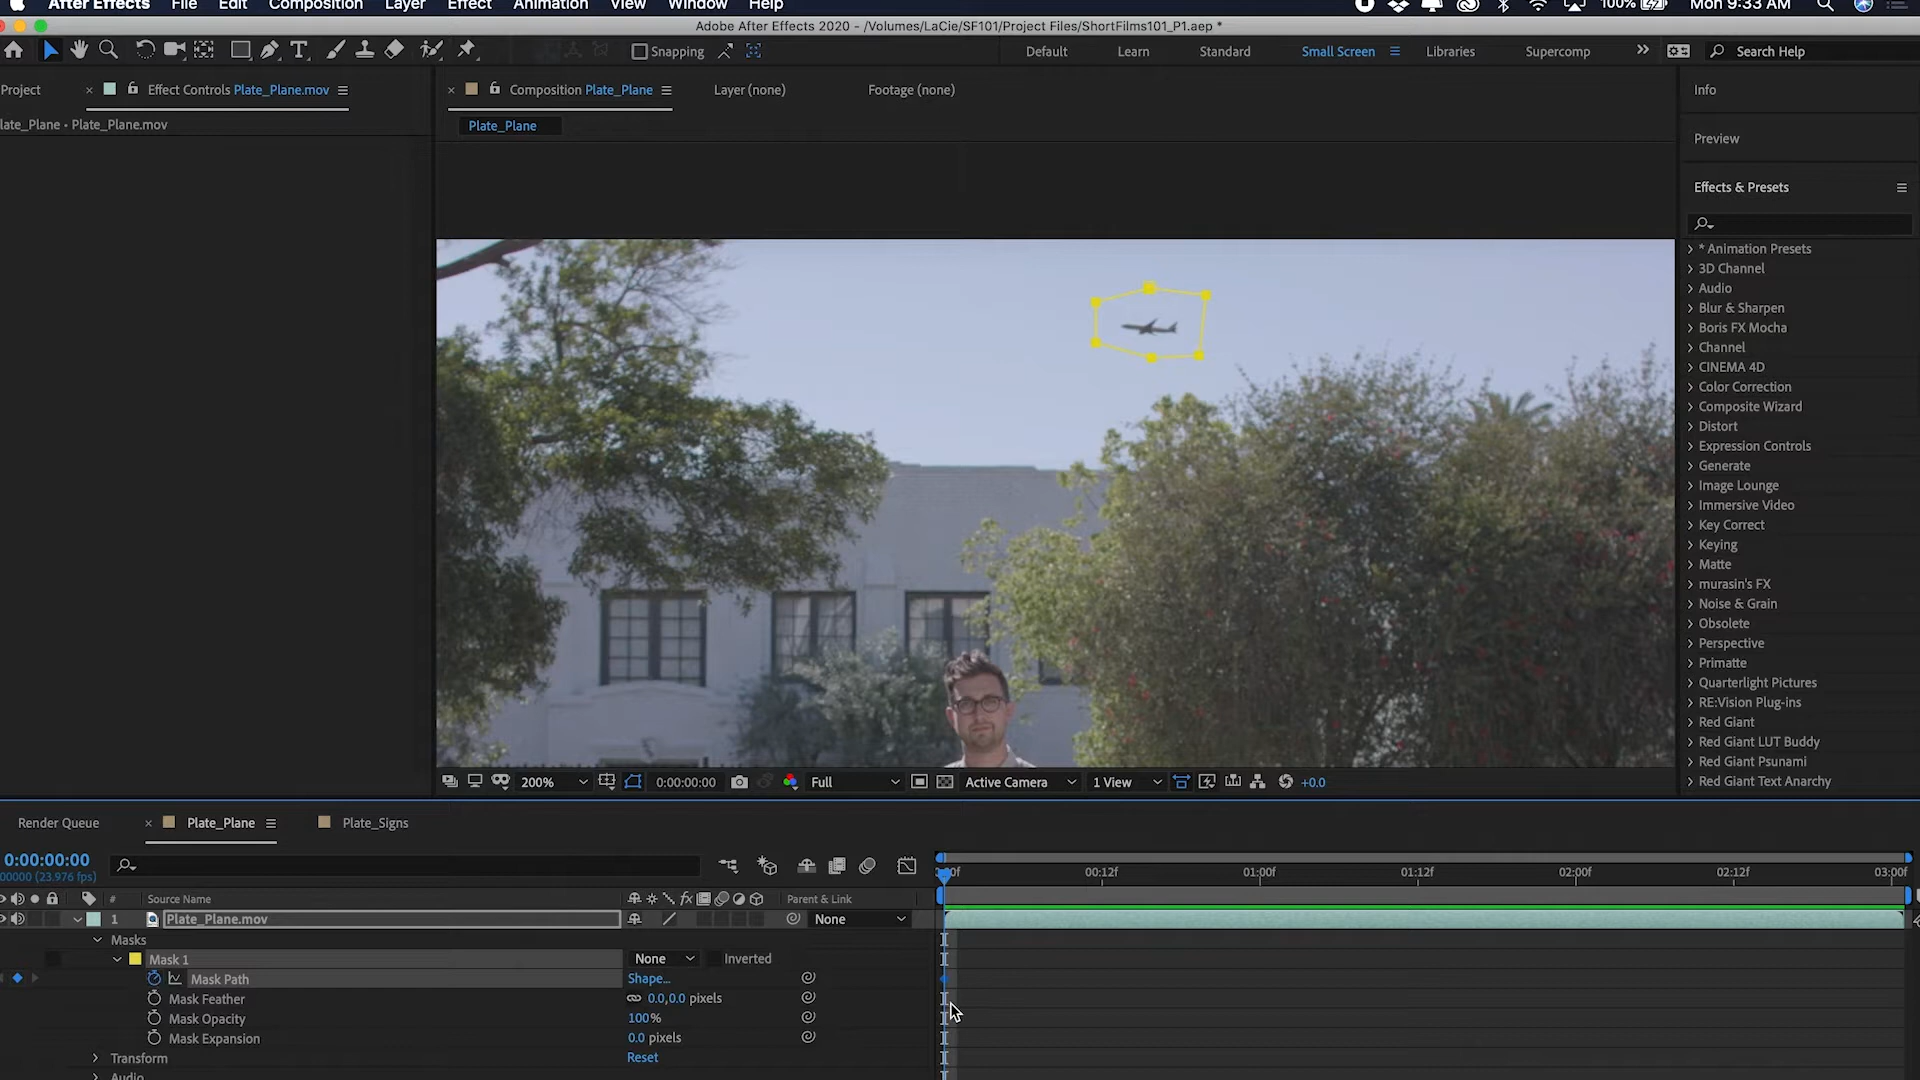 After Effects File Edit Composition Layer Effect Animation View Window Help 100% Mon 9:33 AM
Adobe After Effects 2020 - /Volumes/LaCie/SF101/Project Files/ShortFilms101_P1.aep *
Snapping Default Learn Standard Small Screen Libraries Supercomp Search Help
Project Effect Controls Plate_Plane.mov Composition Plate_Plane Layer (none) Footage (none) Info
late_Plane • Plate_Plane.mov Plate_Plane
Preview
Effects & Presets
* Animation Presets
3D Channel
Audio
Blur & Sharpen
Boris FX Mocha
Channel
CINEMA 4D
Color Correction
Composite Wizard
Distort
Expression Controls
Generate
Image Lounge
Immersive Video
Key Correct
Keying
Matte
murasin's FX
Noise & Grain
Obsolete
Perspective
Primatte
Quarterlight Pictures
RE:Vision Plug-ins
Red Giant
Red Giant LUT Buddy
Red Giant Psunami
Red Giant Text Anarchy
200% 0:00:00:00 Full Active Camera 1 View +0.0
Render Queue Plate_Plane Plate_Signs
0:00:00:00
00000 (23.976 fps) 00:12f 01:00f 01:12f 02:00f 02:12f 03:00f
# Source Name fx Parent & Link
1 Plate_Plane.mov None
Masks
Mask 1 None Inverted
Mask Path Shape...
Mask Feather 0.0,0.0 pixels
Mask Opacity 100%
Mask Expansion 0.0 pixels
Transform Reset
Audio